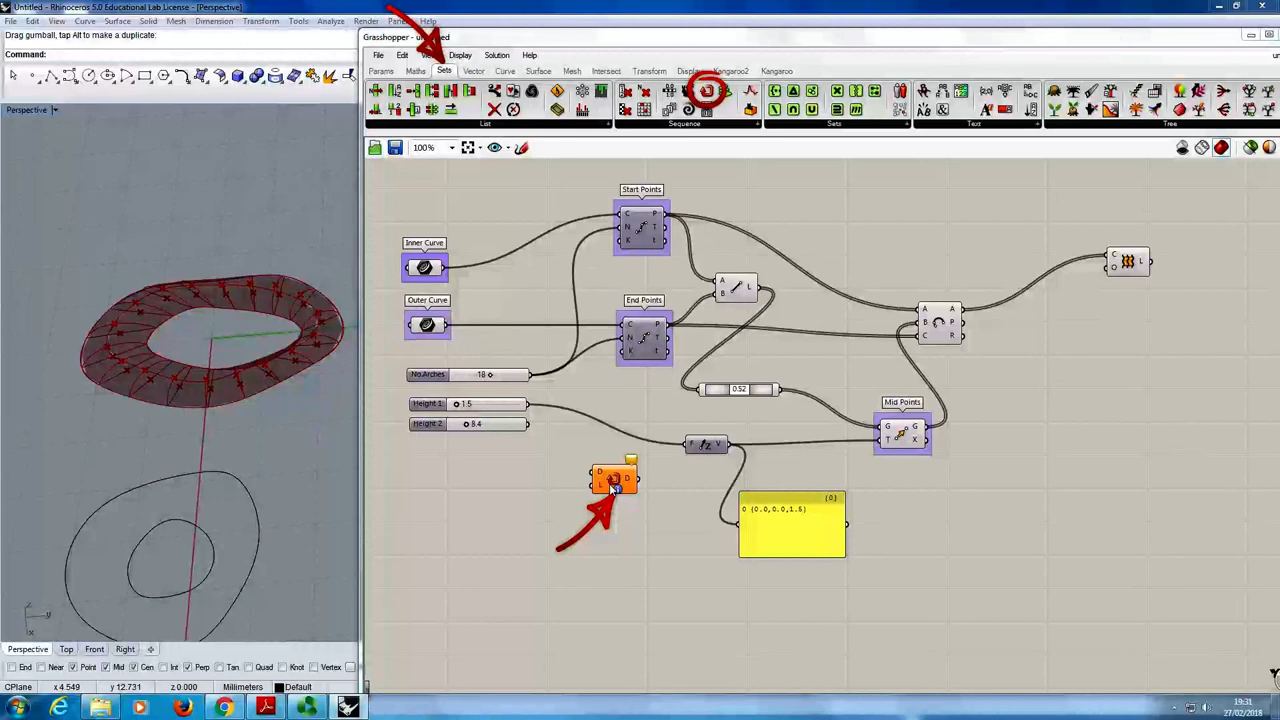 Untitled - Rhinoceros 5.0 Educational Lab License - [Perspective]
File Edit View Curve Surface Solid Mesh Dimension Transform Tools Analyze Render Panels Help
Drag gumball, tap Alt to make a duplicate:
Command:
Perspective
Grasshopper -
File Edit Display Solution Help
Params Maths Sets Vector Curve Surface Mesh Intersect Transform Kangaroo2 Kangaroo
List Sequence Sets Text Tree
100%
Start Points
C P
N T
K t
Inner Curve
Outer Curve
End Points
C P
N T
K t
A L
B
C L
O
A A
B P
C R
No.Arches 18
Height 1: 1.5
Height 2: 8.4
0.52
Mid Points
G G
T X
F V
D D
L
{0}
0 {0.0,0.0,1.5}
z
y
x
Perspective Top Front Right
End Near Point Mid Cen Int Perp Tan Quad Knot Vertex
CPlane x 4.549 y 12.731 z 0.000 Millimeters Default
19:31
27/02/2018